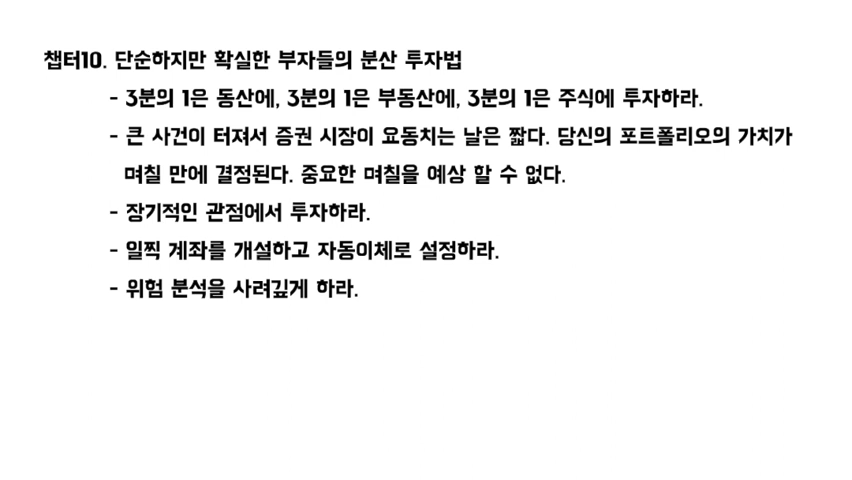 챕터10. 단순하지만 확실한 부자들의 분산 투자법
- 3분의 1은 동산에, 3분의 1은 부동산에, 3분의 1은 주식에 투자하라.
- 큰 사건이 터져서 증권 시장이 요동치는 날은 짧다. 당신의 포트폴리오의 가치가
며칠 만에 결정된다. 중요한 며칠을 예상 할 수 없다.
- 장기적인 관점에서 투자하라.
- 일찍 계좌를 개설하고 자동이체로 설정하라.
- 위험 분석을 사려깊게 하라.